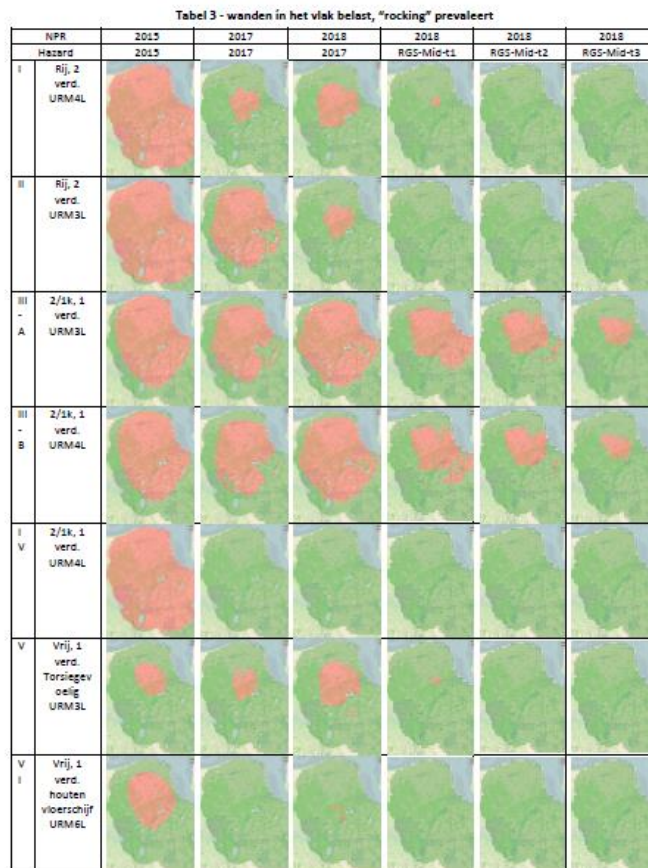 Tabel 3 - wanden in het vlak belast, "rocking" prevaleert
NPR 2015 2017 2018 2018 2018 2018
Hazard 2015 2017 2017 RGS-Mid-t1 RGS-Mid-t2 RGS-Mid-t3
I Rij, 2
verd.
URM4L
II Rij, 2
verd.
URM3L
III 2/1k, 1
- verd.
A URM3L
III 2/1k, 1
- verd.
B URM4L
I 2/1k, 1
V verd.
URM4L
V Vrij, 1
verd.
Torsiegev
oelig
URM3L
V Vrij, 1
I verd.
houten
vloerschijf
URM6L